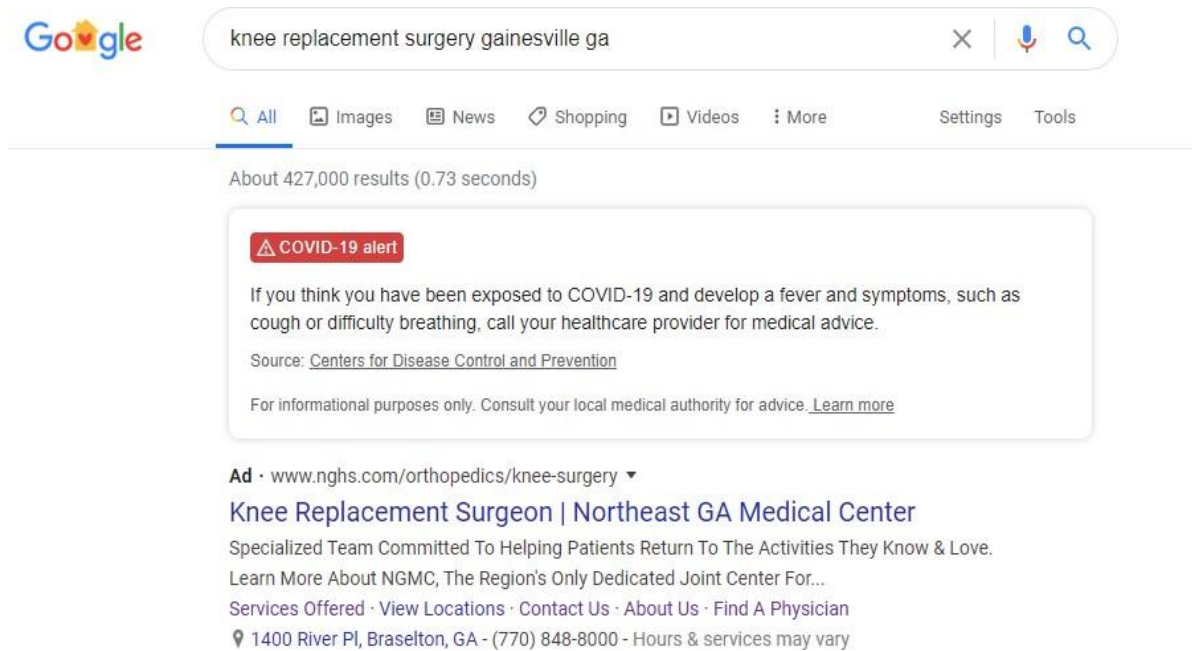 Google
knee replacement surgery gainesville ga
All Images News Shopping Videos More Settings Tools
About 427,000 results (0.73 seconds)
COVID-19 alert
If you think you have been exposed to COVID-19 and develop a fever and symptoms, such as
cough or difficulty breathing, call your healthcare provider for medical advice.
Source: Centers for Disease Control and Prevention
For informational purposes only. Consult your local medical authority for advice. Learn more
Ad · www.nghs.com/orthopedics/knee-surgery
Knee Replacement Surgeon | Northeast GA Medical Center
Specialized Team Committed To Helping Patients Return To The Activities They Know & Love.
Learn More About NGMC, The Region's Only Dedicated Joint Center For...
Services Offered · View Locations · Contact Us · About Us · Find A Physician
1400 River Pl, Braselton, GA - (770) 848-8000 - Hours & services may vary